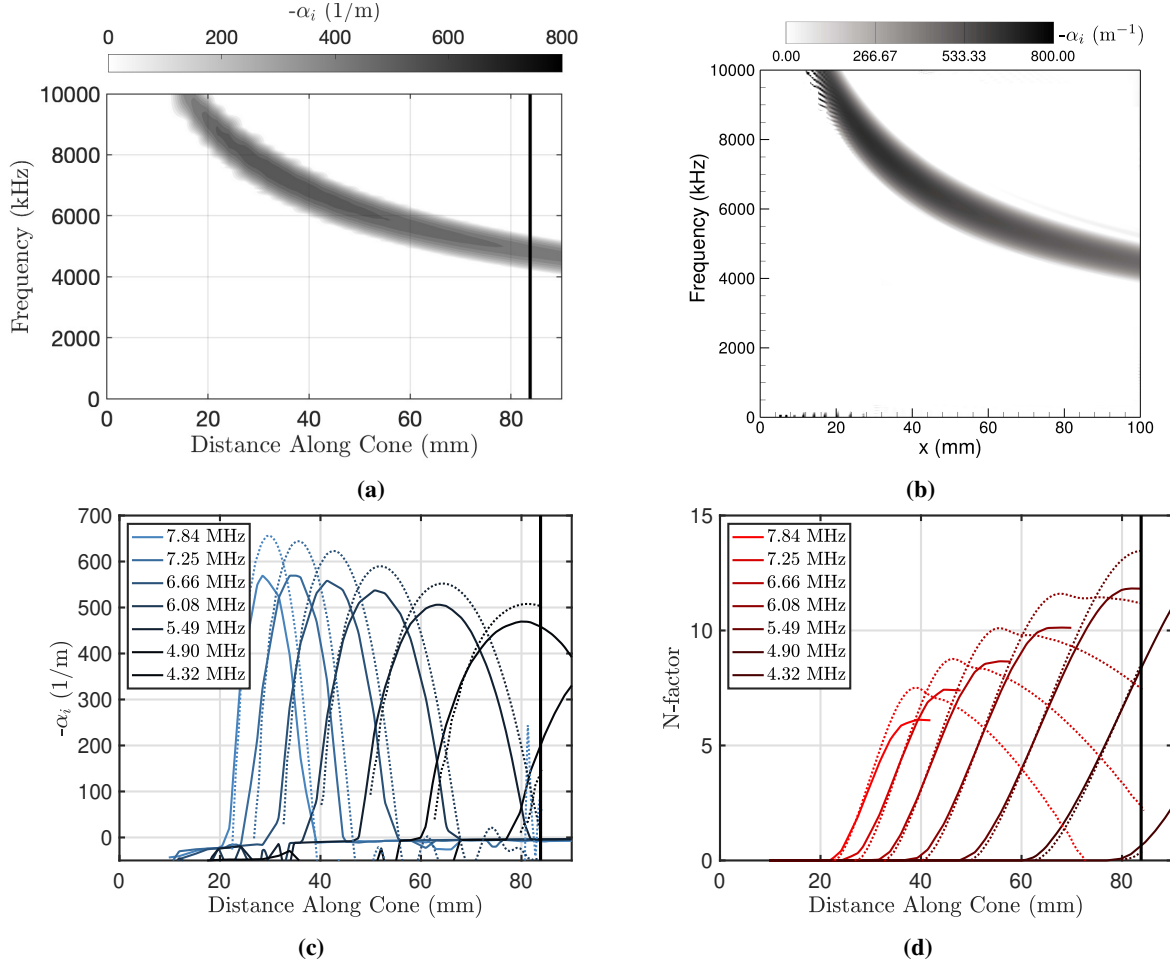 -αᵢ (1/m)
0 200 400 600 800
10000
8000
6000
4000
2000
0
Frequency (kHz)
0 20 40 60 80
Distance Along Cone (mm)
(a)
-αᵢ (m⁻¹)
0.00 266.67 533.33 800.00
10000
8000
6000
4000
2000
0
Frequency (kHz)
0 20 40 60 80 100
x (mm)
(b)
700
600
500
400
300
200
100
0
-αᵢ (1/m)
7.84 MHz
7.25 MHz
6.66 MHz
6.08 MHz
5.49 MHz
4.90 MHz
4.32 MHz
0 20 40 60 80
Distance Along Cone (mm)
(c)
15
10
5
0
N-factor
7.84 MHz
7.25 MHz
6.66 MHz
6.08 MHz
5.49 MHz
4.90 MHz
4.32 MHz
0 20 40 60 80
Distance Along Cone (mm)
(d)